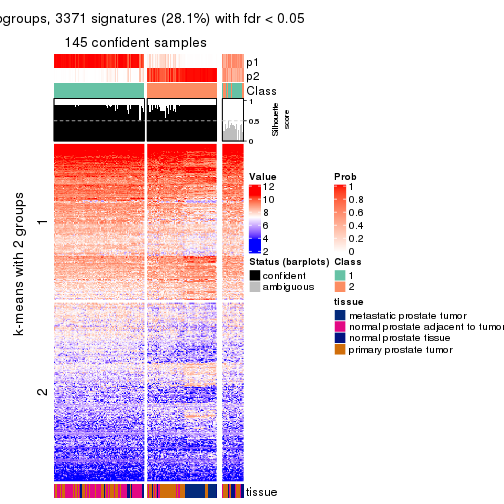 ogroups, 3371 signatures (28.1%) with fdr < 0.05
145 confident samples
p1
p2
Class
1
0.5
0
Silhouette
score
k-means with 2 groups
1
2
Value
12
10
8
6
4
2
Prob
1
0.8
0.6
0.4
0.2
0
Status (barplots)
confident
ambiguous
Class
1
2
tissue
metastatic prostate tumor
normal prostate adjacent to tumor
normal prostate tissue
primary prostate tumor
tissue